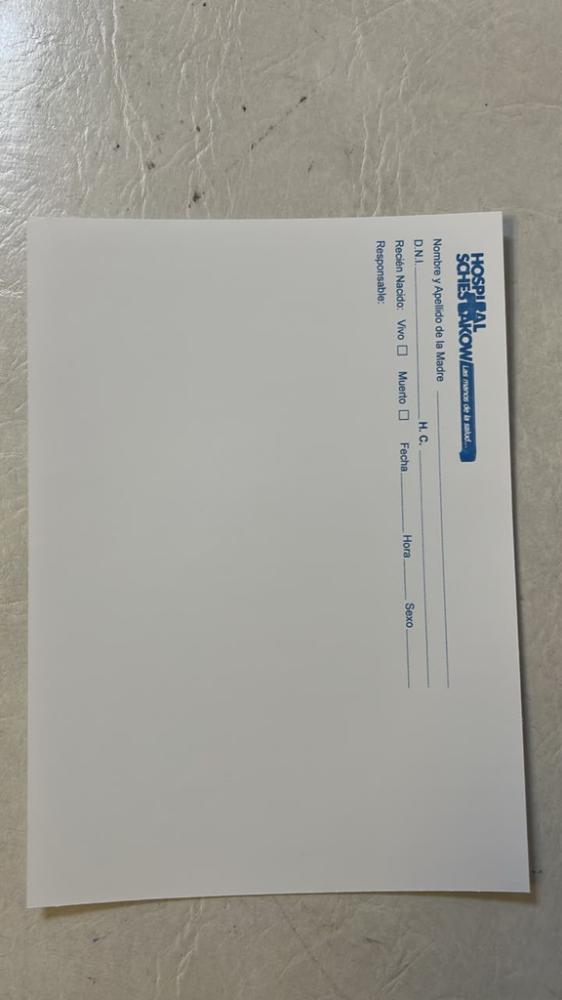 HOSPITAL
SCHESTAKOW Las manos de la salud...
Nombre y Apellido de la Madre
D.N.I. H. C.
Recién Nacido: Vivo Muerto Fecha Hora Sexo
Responsable: